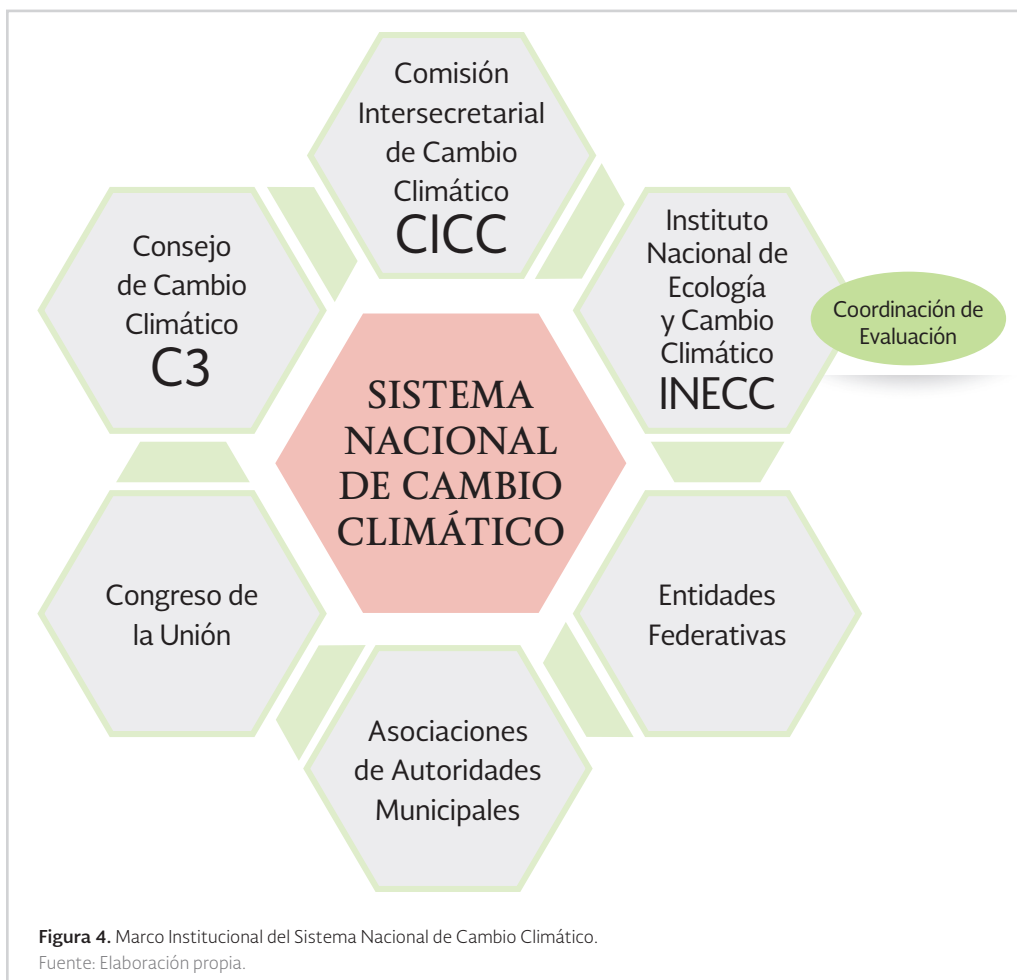 Comisión
Intersecretarial
de Cambio
Climático
CICC
Consejo
de Cambio
Climático
C3
Instituto
Nacional de
Ecología
y Cambio
Climático
INECC
Coordinación de
Evaluación
SISTEMA
NACIONAL
DE CAMBIO
CLIMÁTICO
Congreso de
la Unión
Entidades
Federativas
Asociaciones
de Autoridades
Municipales
Figura 4. Marco Institucional del Sistema Nacional de Cambio Climático.
Fuente: Elaboración propia.